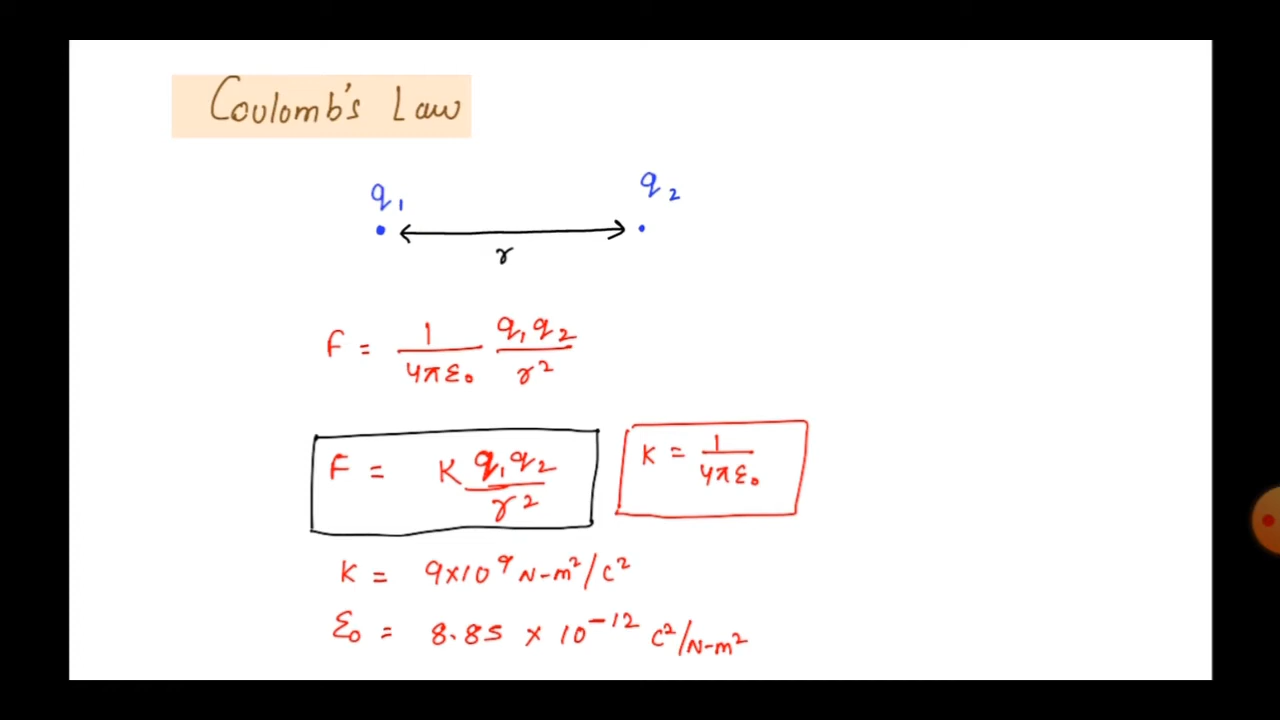 Coulomb's Law
q₁ q₂
r
F = 1/4πε₀ q₁q₂/r²
F = K q₁q₂/r² K = 1/4πε₀
K = 9×10⁹ N-m²/C²
ε₀ = 8.85 × 10⁻¹² C²/N-m²